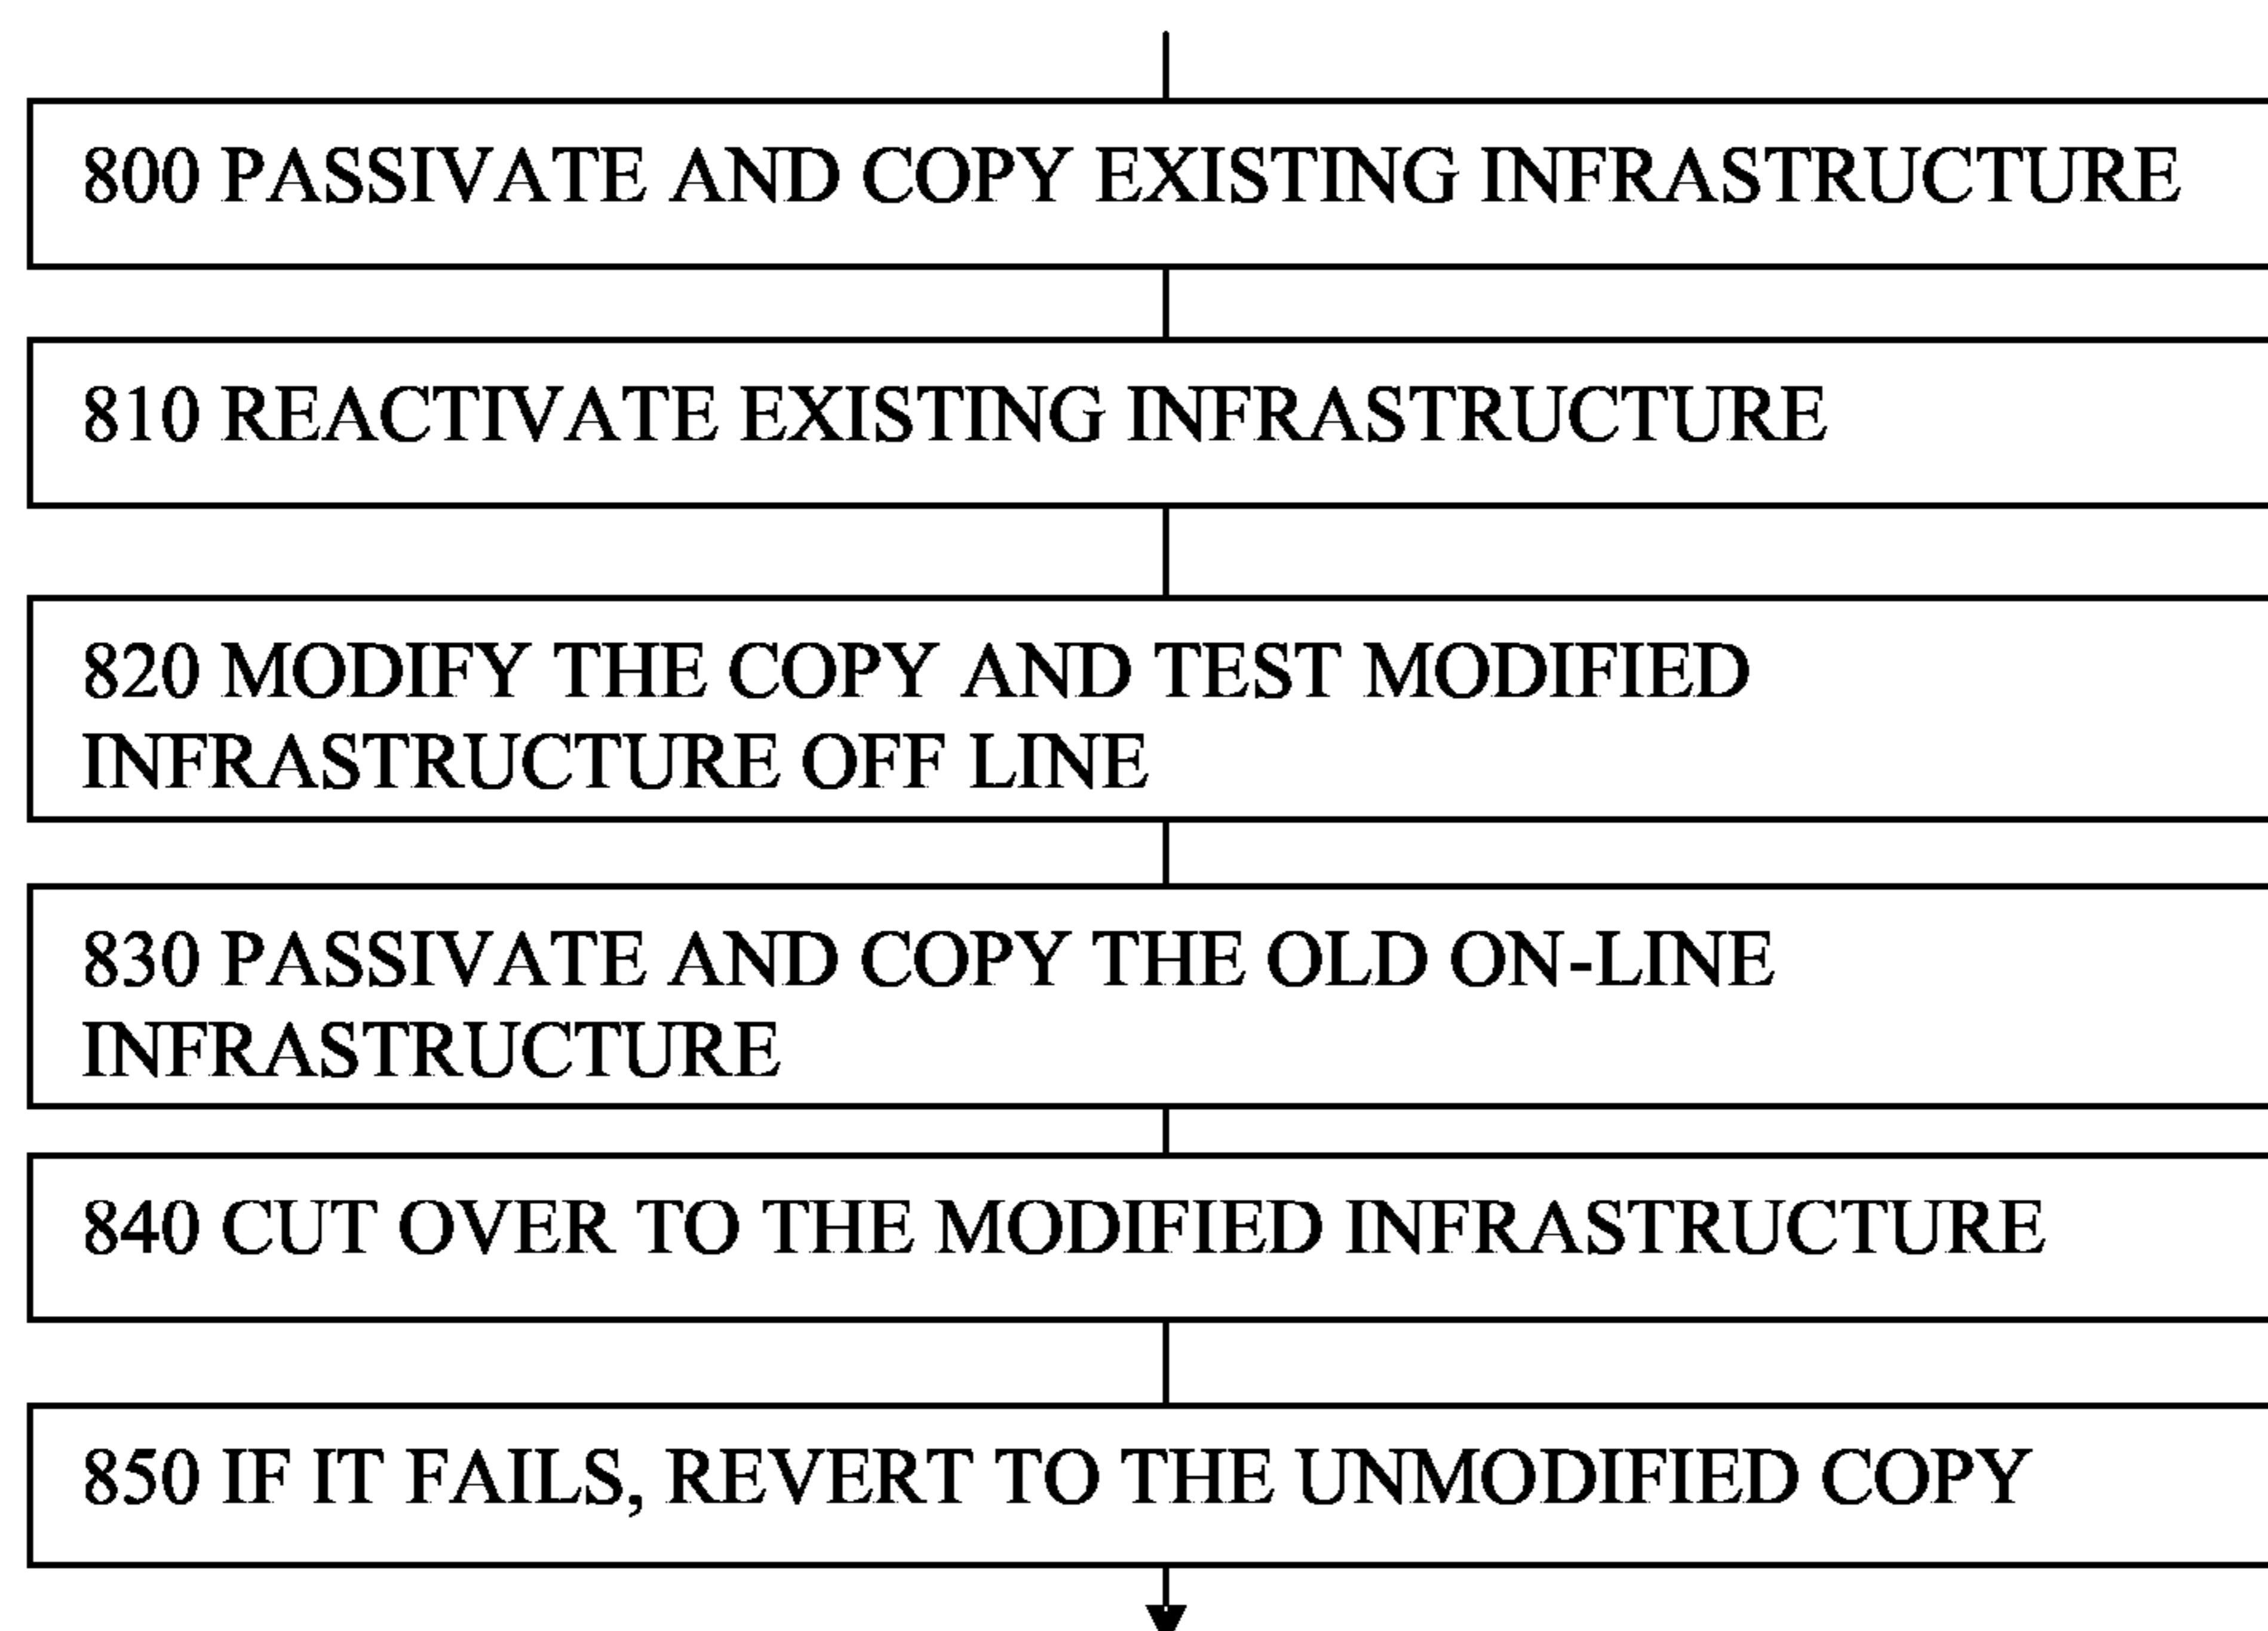 800 PASSIVATE AND COPY EXISTING INFRASTRUCTURE
810 REACTIVATE EXISTING INFRASTRUCTURE
820 MODIFY THE COPY AND TEST MODIFIED
INFRASTRUCTURE OFF LINE
830 PASSIVATE AND COPY THE OLD ON-LINE
INFRASTRUCTURE
840 CUT OVER TO THE MODIFIED INFRASTRUCTURE
850 IF IT FAILS, REVERT TO THE UNMODIFIED COPY